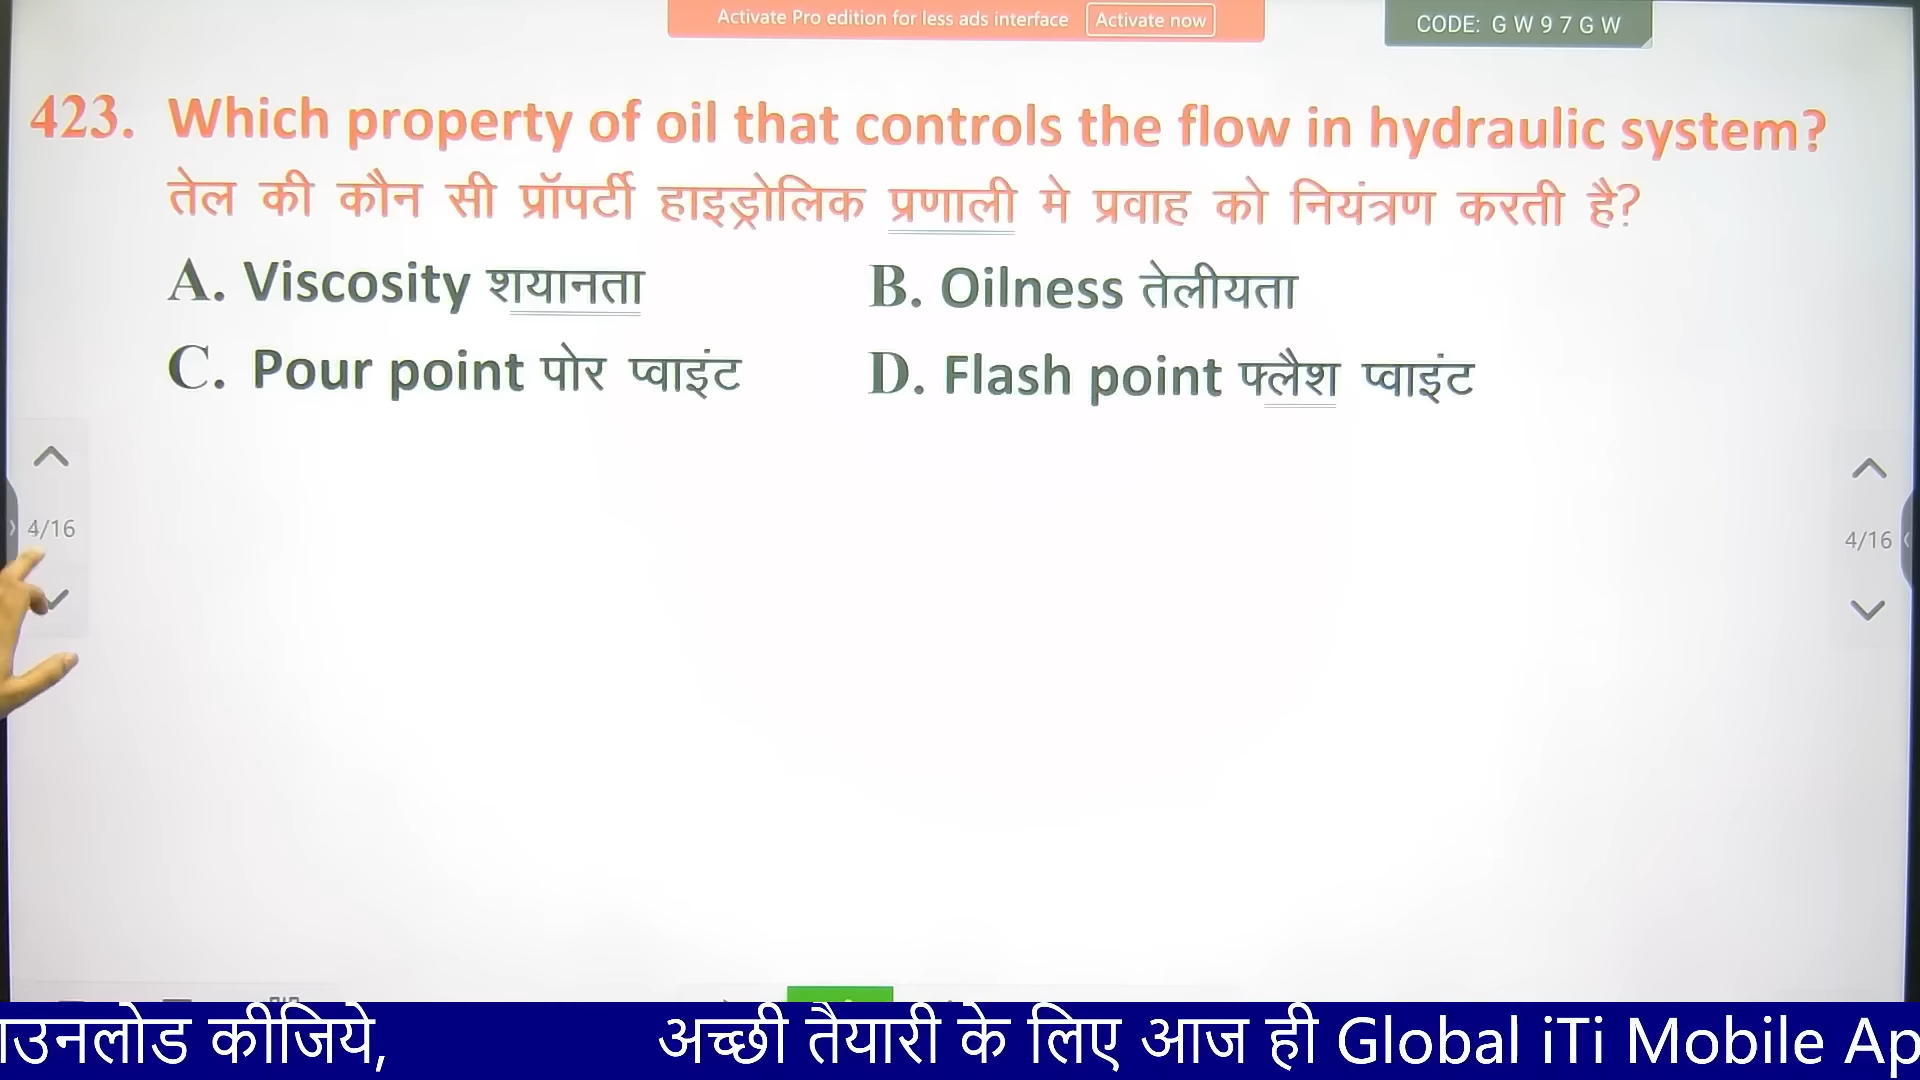 Activate Pro edition for less ads interface Activate now
CODE: G W 9 7 G W
423. Which property of oil that controls the flow in hydraulic system?
तेल की कौन सी प्रॉपर्टी हाइड्रोलिक प्रणाली मे प्रवाह को नियंत्रण करती है?
A. Viscosity शयानता
B. Oilness तेलीयता
C. Pour point पोर प्वाइंट
D. Flash point फ्लैश प्वाइंट
4/16
4/16
कीजिये, अच्छी तैयारी के लिए आज ही Global iTi Mobile